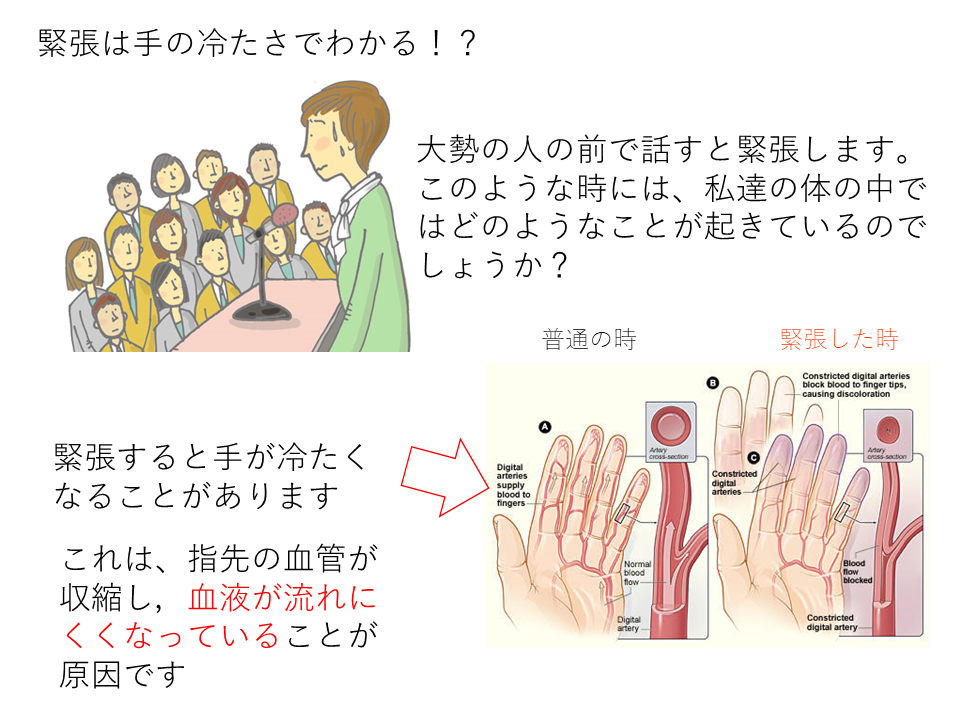 緊張は手の冷たさでわかる！？
大勢の人の前で話すと緊張します。
このような時には、私達の体の中で
はどのようなことが起きているので
しょうか？
普通の時
緊張した時
緊張すると手が冷たく
なることがあります
これは、指先の血管が
収縮し，血液が流れに
くくなっていることが
原因です
A
Digital
arteries
supply
blood to
fingers
Artery
cross-section
Normal
blood
flow
Digital
artery
B
Constricted digital arteries
block blood to finger tips,
causing discoloration
C
Constricted
digital
arteries
Artery
cross-section
Blood
flow
blocked
Constricted
digital artery